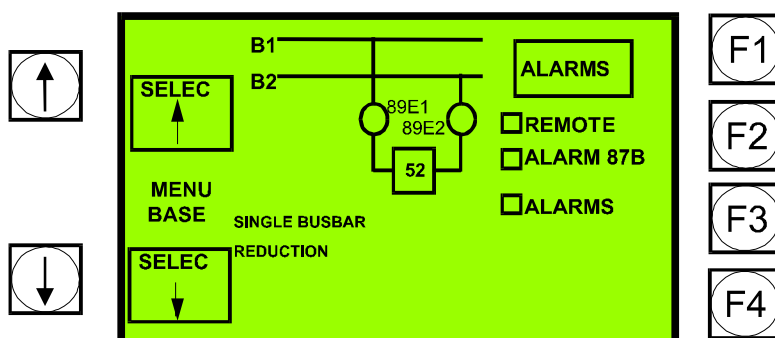 B1
B2
SELEC
89E1
89E2
52
ALARMS
REMOTE
ALARM 87B
ALARMS
MENU
BASE
SINGLE BUSBAR
REDUCTION
SELEC
F1
F2
F3
F4